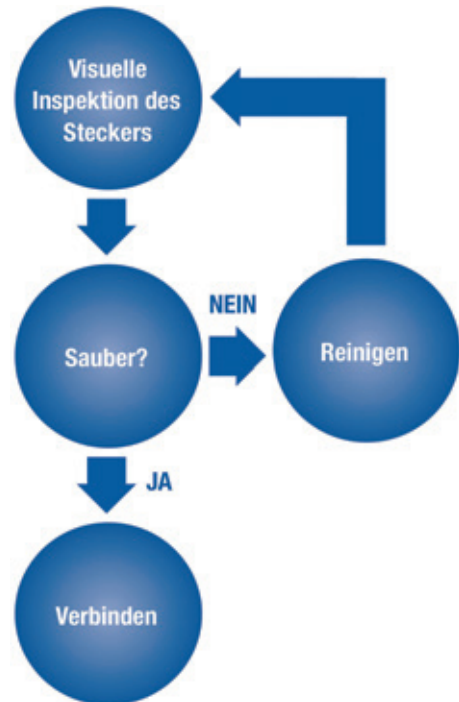 Visuelle
Inspektion des
Steckers
NEIN
Sauber?
Reinigen
JA
Verbinden